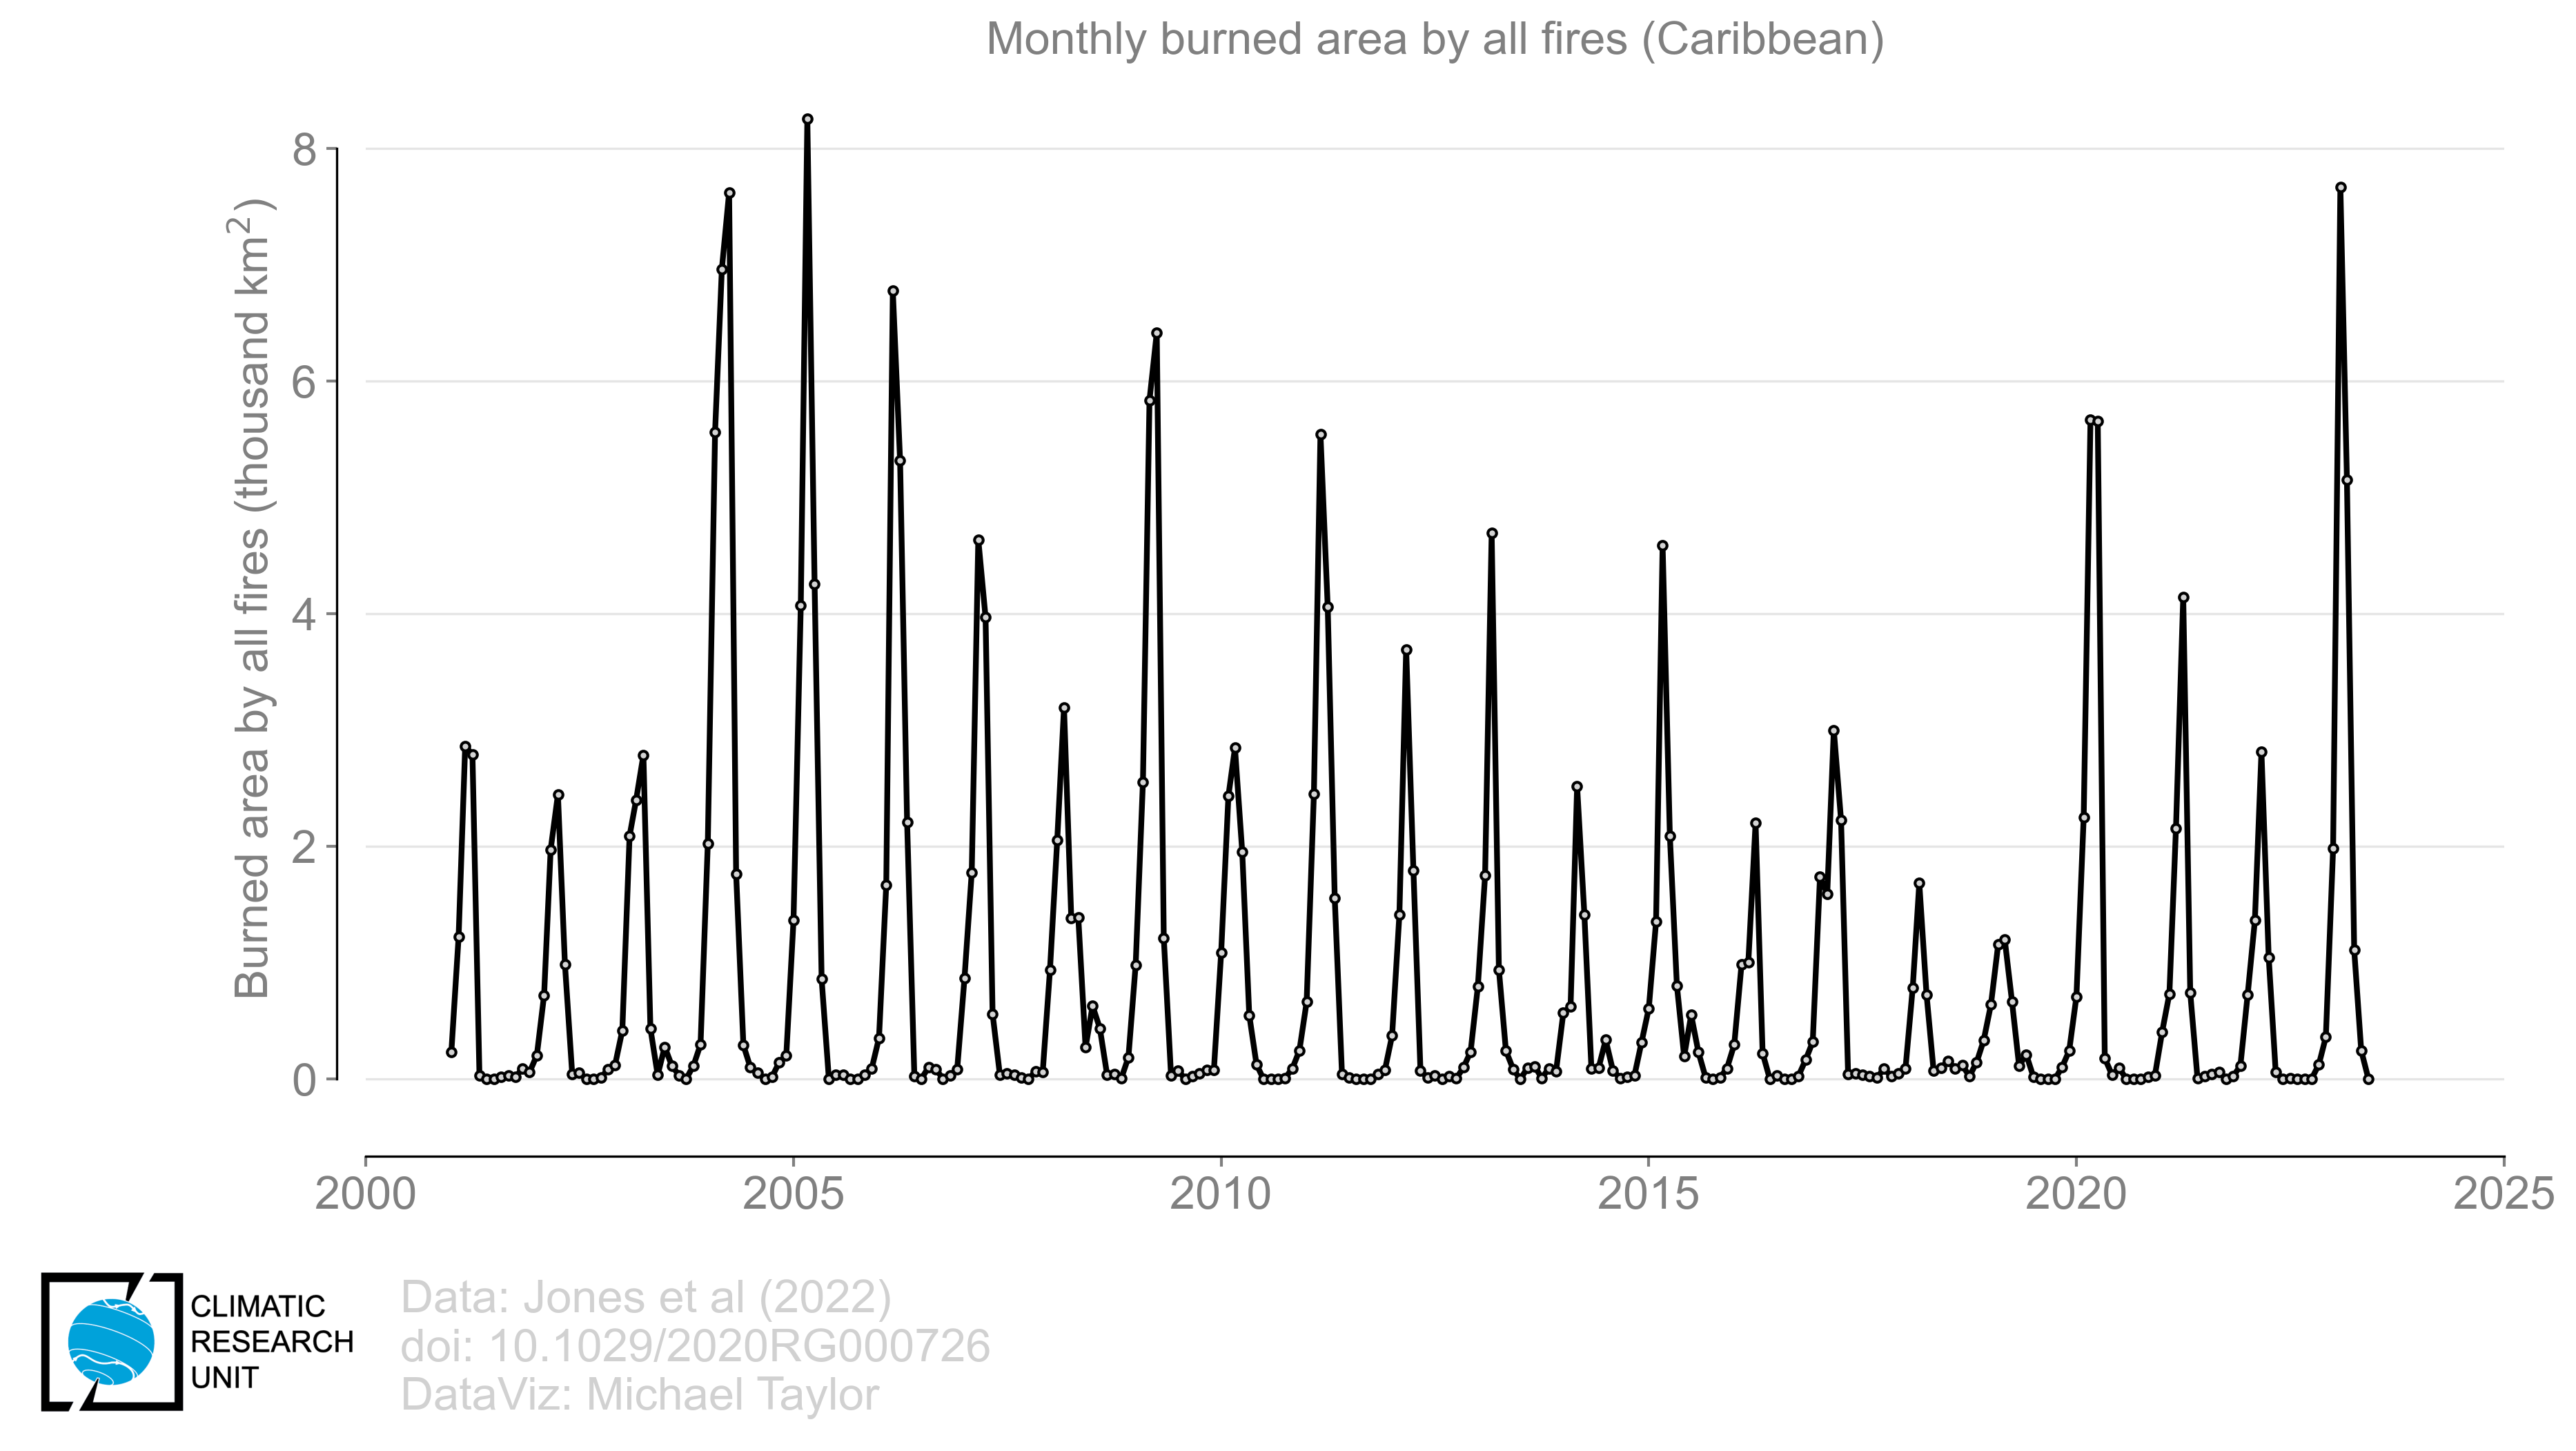 Monthly burned area by all fires (Caribbean)
Burned area by all fires (thousand km²)
8
6
4
2
0
2000 2005 2010 2015 2020 2025
CLIMATIC
RESEARCH
UNIT
Data: Jones et al (2022)
doi: 10.1029/2020RG000726
DataViz: Michael Taylor